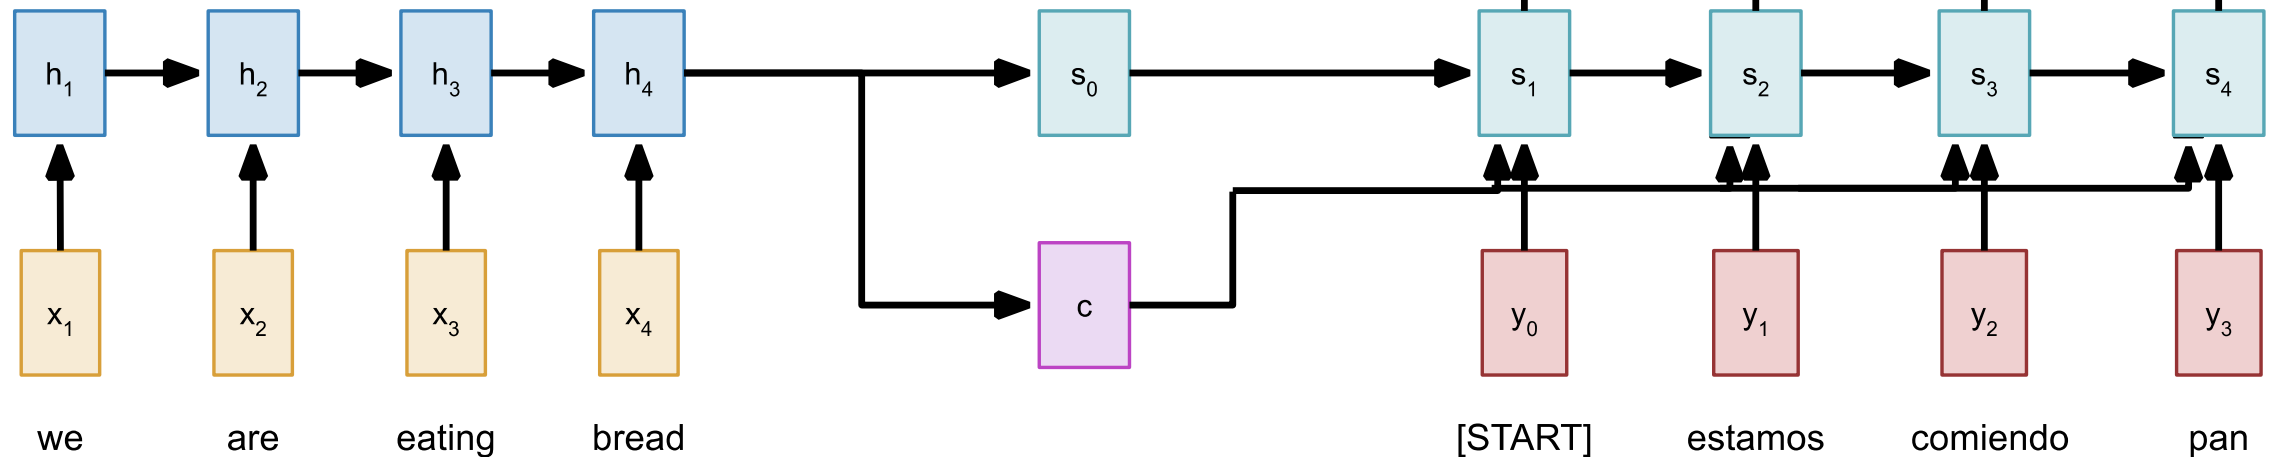 h1 h2 h3 h4 s0 s1 s2 s3 s4
x1 x2 x3 x4 c y0 y1 y2 y3
we are eating bread [START] estamos comiendo pan